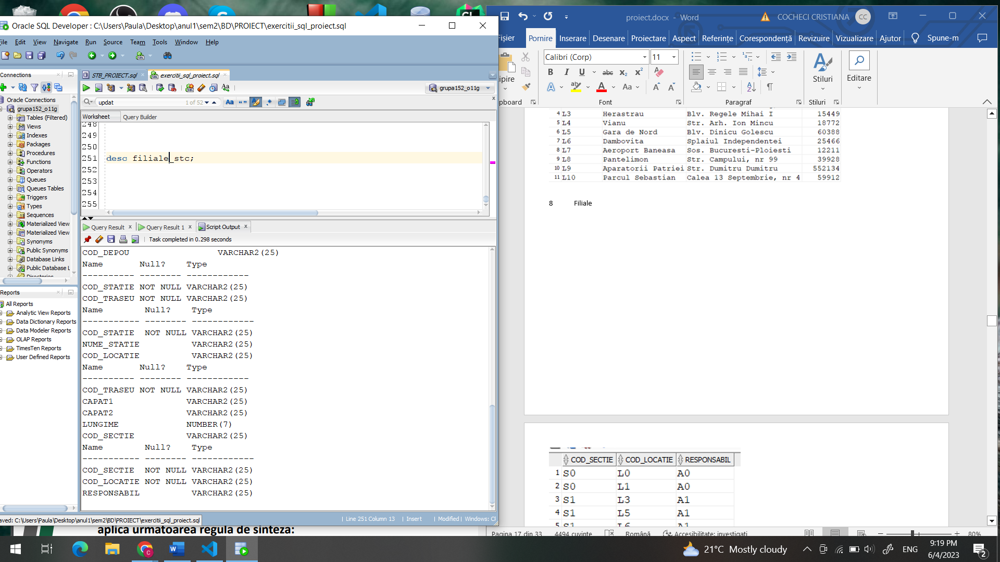 Oracle SQL Developer : C:\Users\Paula\Desktop\anul1\sem2\BD\PROIECT\exercitii_sql_proiect.sql
File Edit View Navigate Run Source Team Tools Window Help
Connections
Oracle Connections
grupa152_o11g
Tables (Filtered)
Views
Indexes
Packages
Procedures
Functions
Operators
Queues
Queues Tables
Triggers
Types
Sequences
Materialized View
Materialized View
Synonyms
Public Synonyms
Database Links
Public Database L
Directories
Reports
All Reports
Analytic View Reports
Data Dictionary Reports
Data Modeler Reports
OLAP Reports
TimesTen Reports
User Defined Reports
STB_PROIECT.sql
exercitii_sql_proiect.sql
grupa152_o11g
updat
1 of 52
Worksheet Query Builder
248
249
250
251 desc filiale_stc;
252
253
254
255
Query Result x Query Result 1 x Script Output x
Task completed in 0.298 seconds
COD_DEPOU VARCHAR2(25)
Name Null? Type
---------- -------- ------------
COD_STATIE NOT NULL VARCHAR2(25)
COD_TRASEU NOT NULL VARCHAR2(25)
Name Null? Type
----------- -------- ------------
COD_STATIE NOT NULL VARCHAR2(25)
NUME_STATIE VARCHAR2(25)
COD_LOCATIE VARCHAR2(25)
Name Null? Type
---------- -------- ------------
COD_TRASEU NOT NULL VARCHAR2(25)
CAPAT1 VARCHAR2(25)
CAPAT2 VARCHAR2(25)
LUNGIME NUMBER(7)
COD_SECTIE VARCHAR2(25)
Name Null? Type
----------- -------- ------------
COD_SECTIE NOT NULL VARCHAR2(25)
COD_LOCATIE NOT NULL VARCHAR2(25)
RESPONSABIL VARCHAR2(25)
aved: C:\Users\Paula\Desktop\anul1\sem2\BD\PROIECT\exercitii_sql_proiect.sql
Line 251 Column 13 | Insert | Modified | Windows: CF
aplica urmatoarea regula de sinteza:
proiect.docx - Word
COCHECI CRISTIANA
CC
Fișier Pornire Inserare Desenare Proiectare Aspect Referințe Corespondență Revizuire Vizualizare Ajutor Spune-m
Calibri (Corp) 11
ipire
Stiluri
Editare
pboard Font Paragraf Stiluri
4 L3 Herastrau Blv. Regele Mihai I 15449
5 L4 Vianu Str. Arh. Ion Mincu 18772
6 L5 Gara de Nord Blv. Dinicu Golescu 60388
7 L6 Dambovita Splaiul Independentei 25466
8 L7 Aeroport Baneasa Sos. Bucuresti-Ploiesti 12211
9 L8 Pantelimon Str. Campului, nr 99 39928
10 L9 Aparatorii Patriei Str. Dumitru Dumitru 552134
11 L10 Parcul Sebastian Calea 13 Septembrie, nr 4 59912
8 Filiale
COD_SECTIE COD_LOCATIE RESPONSABIL
1 S0 L0 A0
2 S0 L1 A0
3 S1 L3 A1
4 S1 L5 A1
5 S1 L6 A1
Pagina 17 din 33 4494 cuvinte Română Accesibilitate: investigați 80%
21°C Mostly cloudy
ENG
9:19 PM
6/4/2023
2